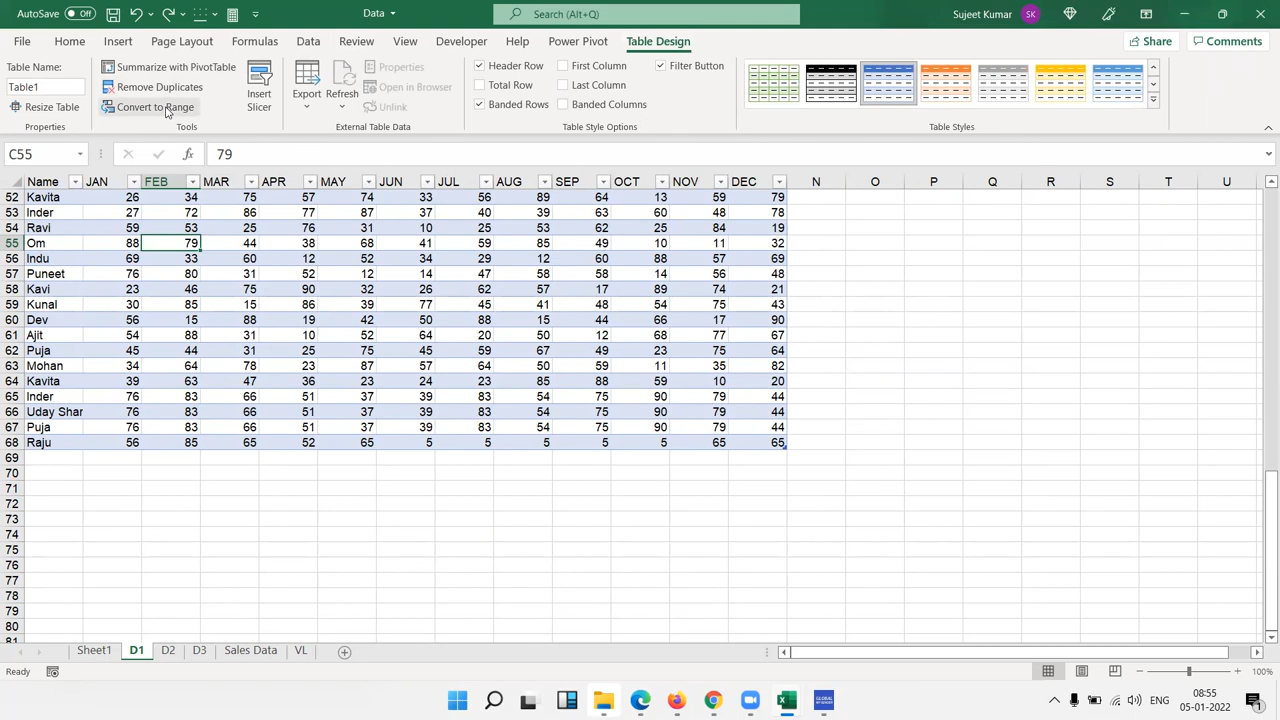 AutoSave Off Data Search (Alt+Q) Sujeet Kumar SK
File Home Insert Page Layout Formulas Data Review View Developer Help Power Pivot Table Design Share Comments
Table Name: Summarize with PivotTable Properties Header Row First Column Filter Button
Table1 Remove Duplicates Insert Slicer Export Refresh Open in Browser Total Row Last Column
Resize Table Convert to Range Unlink Banded Rows Banded Columns
Properties Tools External Table Data Table Style Options Table Styles
C55 fx 79
Name JAN FEB MAR APR MAY JUN JUL AUG SEP OCT NOV DEC N O P Q R S T U
52 Kavita 26 34 75 57 74 33 56 89 64 13 59 79
53 Inder 27 72 86 77 87 37 40 39 63 60 48 78
54 Ravi 59 53 25 76 31 10 25 53 62 25 84 19
55 Om 88 79 44 38 68 41 59 85 49 10 11 32
56 Indu 69 33 60 12 52 34 29 12 60 88 57 69
57 Puneet 76 80 31 52 12 14 47 58 58 14 56 48
58 Kavi 23 46 75 90 32 26 62 57 17 89 74 21
59 Kunal 30 85 15 86 39 77 45 41 48 54 75 43
60 Dev 56 15 88 19 42 50 88 15 44 66 17 90
61 Ajit 54 88 31 10 52 64 20 50 12 68 77 67
62 Puja 45 44 31 25 75 45 59 67 49 23 75 64
63 Mohan 34 64 78 23 87 57 64 50 59 11 35 82
64 Kavita 39 63 47 36 23 24 23 85 88 59 10 20
65 Inder 76 83 66 51 37 39 83 54 75 90 79 44
66 Uday Shar 76 83 66 51 37 39 83 54 75 90 79 44
67 Puja 76 83 66 51 37 39 83 54 75 90 79 44
68 Raju 56 85 65 52 65 5 5 5 5 5 65 65
69
70
71
72
73
74
75
76
77
78
79
80
81
Sheet1 D1 D2 D3 Sales Data VL
Ready 100%
ENG 08:55
05-01-2022